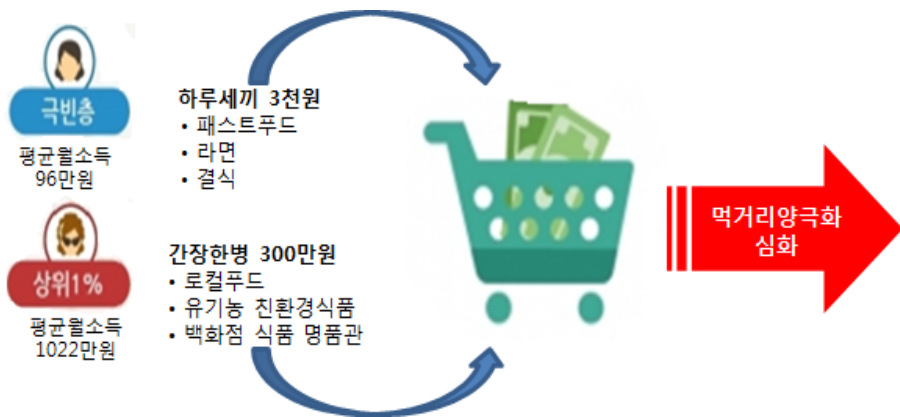 극빈층
평균월소득
96만원
하루세끼 3천원
• 패스트푸드
• 라면
• 결식
상위1%
평균월소득
1022만원
간장한병 300만원
• 로컬푸드
• 유기농 친환경식품
• 백화점 식품 명품관
먹거리양극화
심화